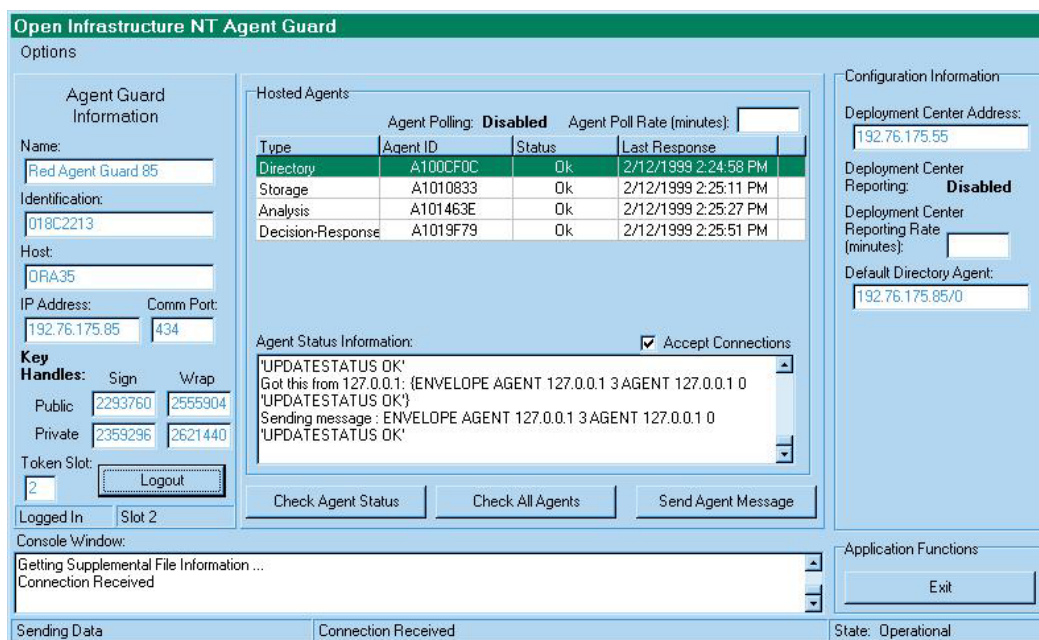 Open Infrastructure NT Agent Guard
Options
Agent Guard
Information
Name:
Red Agent Guard 85
Identification:
018C2213
Host:
ORA35
IP Address: Comm Port:
192.76.175.85 434
Key
Handles: Sign Wrap
Public 2293760 2555904
Private 2359296 2621440
Token Slot:
2 Logout
Logged In Slot 2
Hosted Agents
Agent Polling: Disabled Agent Poll Rate (minutes):
Type Agent ID Status Last Response
Directory A100CF0C Ok 2/12/1999 2:24:58 PM
Storage A1010833 Ok 2/12/1999 2:25:11 PM
Analysis A101463E Ok 2/12/1999 2:25:27 PM
Decision-Response A1019F79 Ok 2/12/1999 2:25:51 PM
Agent Status Information: Accept Connections
'UPDATESTATUS OK'
Got this from 127.0.0.1: {ENVELOPE AGENT 127.0.0.1 3 AGENT 127.0.0.1 0
'UPDATESTATUS OK'}
Sending message : ENVELOPE AGENT 127.0.0.1 3 AGENT 127.0.0.1 0
'UPDATESTATUS OK'
Check Agent Status Check All Agents Send Agent Message
Configuration Information
Deployment Center Address:
192.76.175.55
Deployment Center
Reporting: Disabled
Deployment Center
Reporting Rate
(minutes):
Default Directory Agent:
192.76.175.85/0
Console Window:
Getting Supplemental File Information ...
Connection Received
Application Functions
Exit
Sending Data Connection Received State: Operational